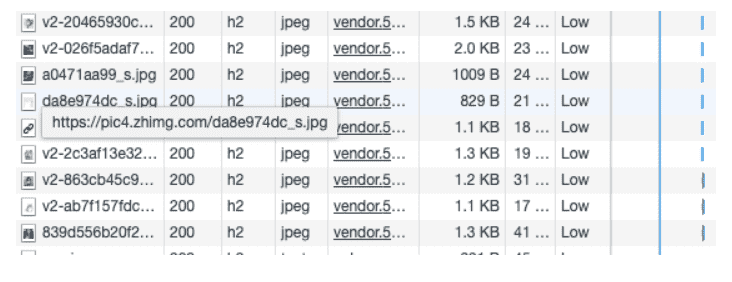 v2-20465930c... 200 h2 jpeg vendor.5... 1.5 KB 24 ... Low
v2-026f5adaf7... 200 h2 jpeg vendor.5... 2.0 KB 23 ... Low
a0471aa99_s.jpg 200 h2 jpeg vendor.5... 1009 B 24 ... Low
da8e974dc_s.jpg 200 h2 jpeg vendor.5... 829 B 21 ... Low
https://pic4.zhimg.com/da8e974dc_s.jpg vendor.5... 1.1 KB 18 ... Low
v2-2c3af13e32... 200 h2 jpeg vendor.5... 1.3 KB 19 ... Low
v2-863cb45c9... 200 h2 jpeg vendor.5... 1.2 KB 31 ... Low
v2-ab7f157fdc... 200 h2 jpeg vendor.5... 1.1 KB 17 ... Low
839d556b20f2... 200 h2 jpeg vendor.5... 1.3 KB 41 ... Low